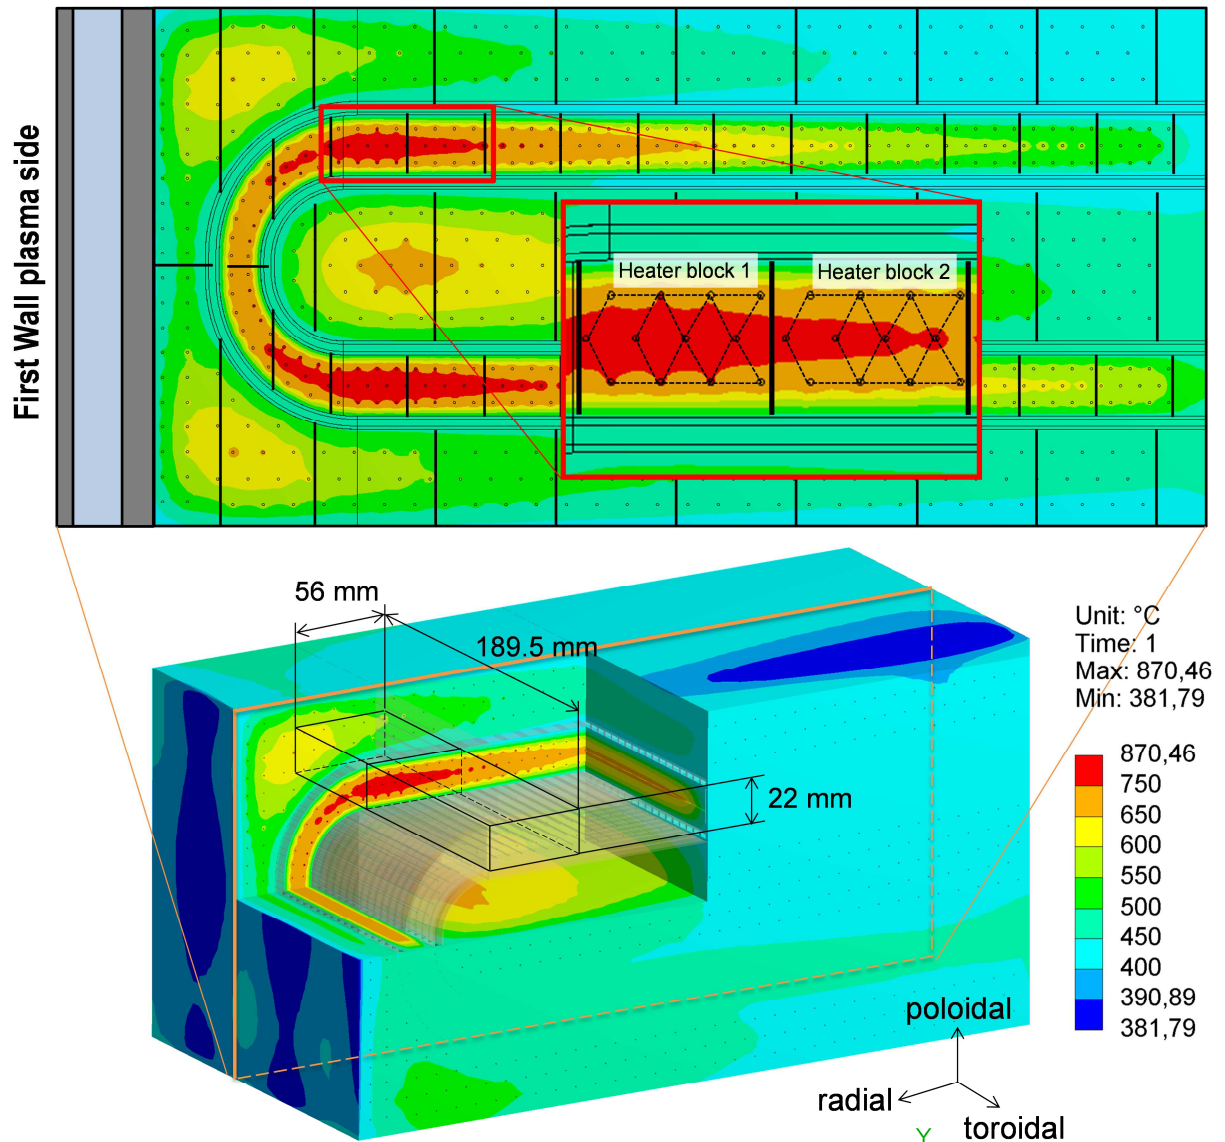 First Wall plasma side
Heater block 1
Heater block 2
56 mm
189.5 mm
22 mm
Unit: °C
Time: 1
Max: 870,46
Min: 381,79
870,46
750
650
600
550
500
450
400
390,89
381,79
poloidal
radial
toroidal
Y